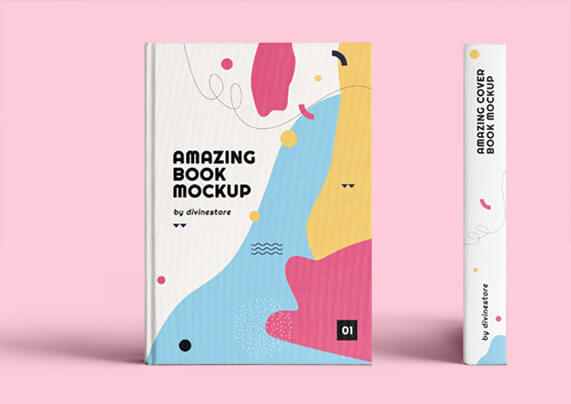 AMAZING
BOOK
MOCKUP
by divinestore
01
AMAZING COVER
BOOK MOCKUP
by divinestore